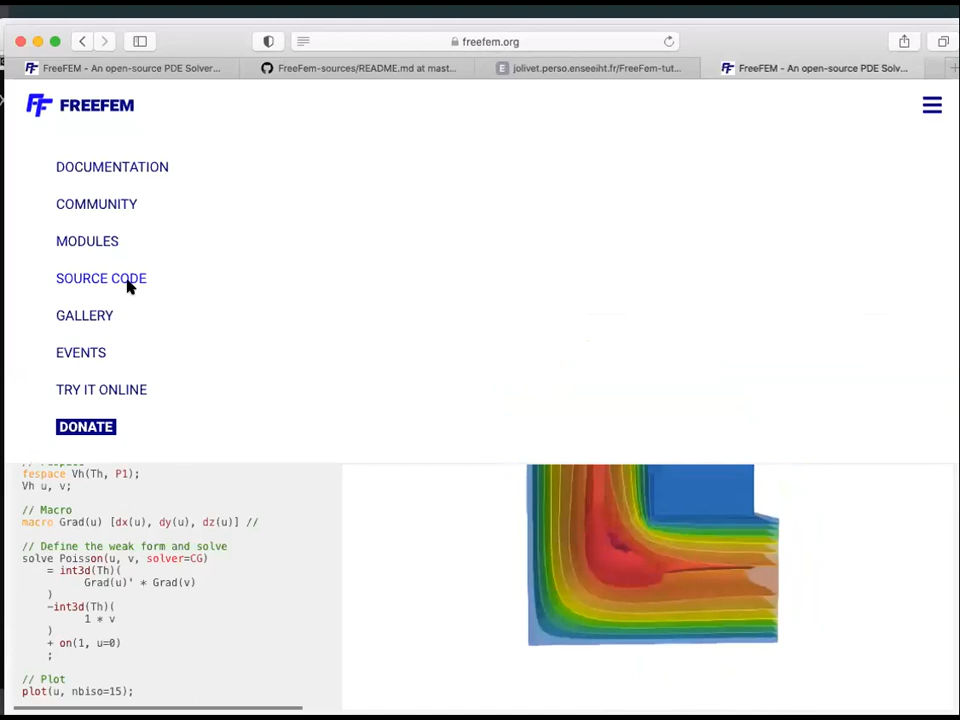 freefem.org
FreeFEM - An open-source PDE Solver...
FreeFem-sources/README.md at mast...
E jolivet.perso.enseeiht.fr/FreeFem-tut...
FreeFEM - An open-source PDE Solv...
FREEFEM
DOCUMENTATION
COMMUNITY
MODULES
SOURCE CODE
GALLERY
EVENTS
TRY IT ONLINE
DONATE
fespace Vh(Th, P1);
Vh u, v;
// Macro
macro Grad(u) [dx(u), dy(u), dz(u)] //
// Define the weak form and solve
solve Poisson(u, v, solver=CG)
= int3d(Th)(
Grad(u)' * Grad(v)
)
-int3d(Th)(
1 * v
)
+ on(1, u=0)
;
// Plot
plot(u, nbiso=15);